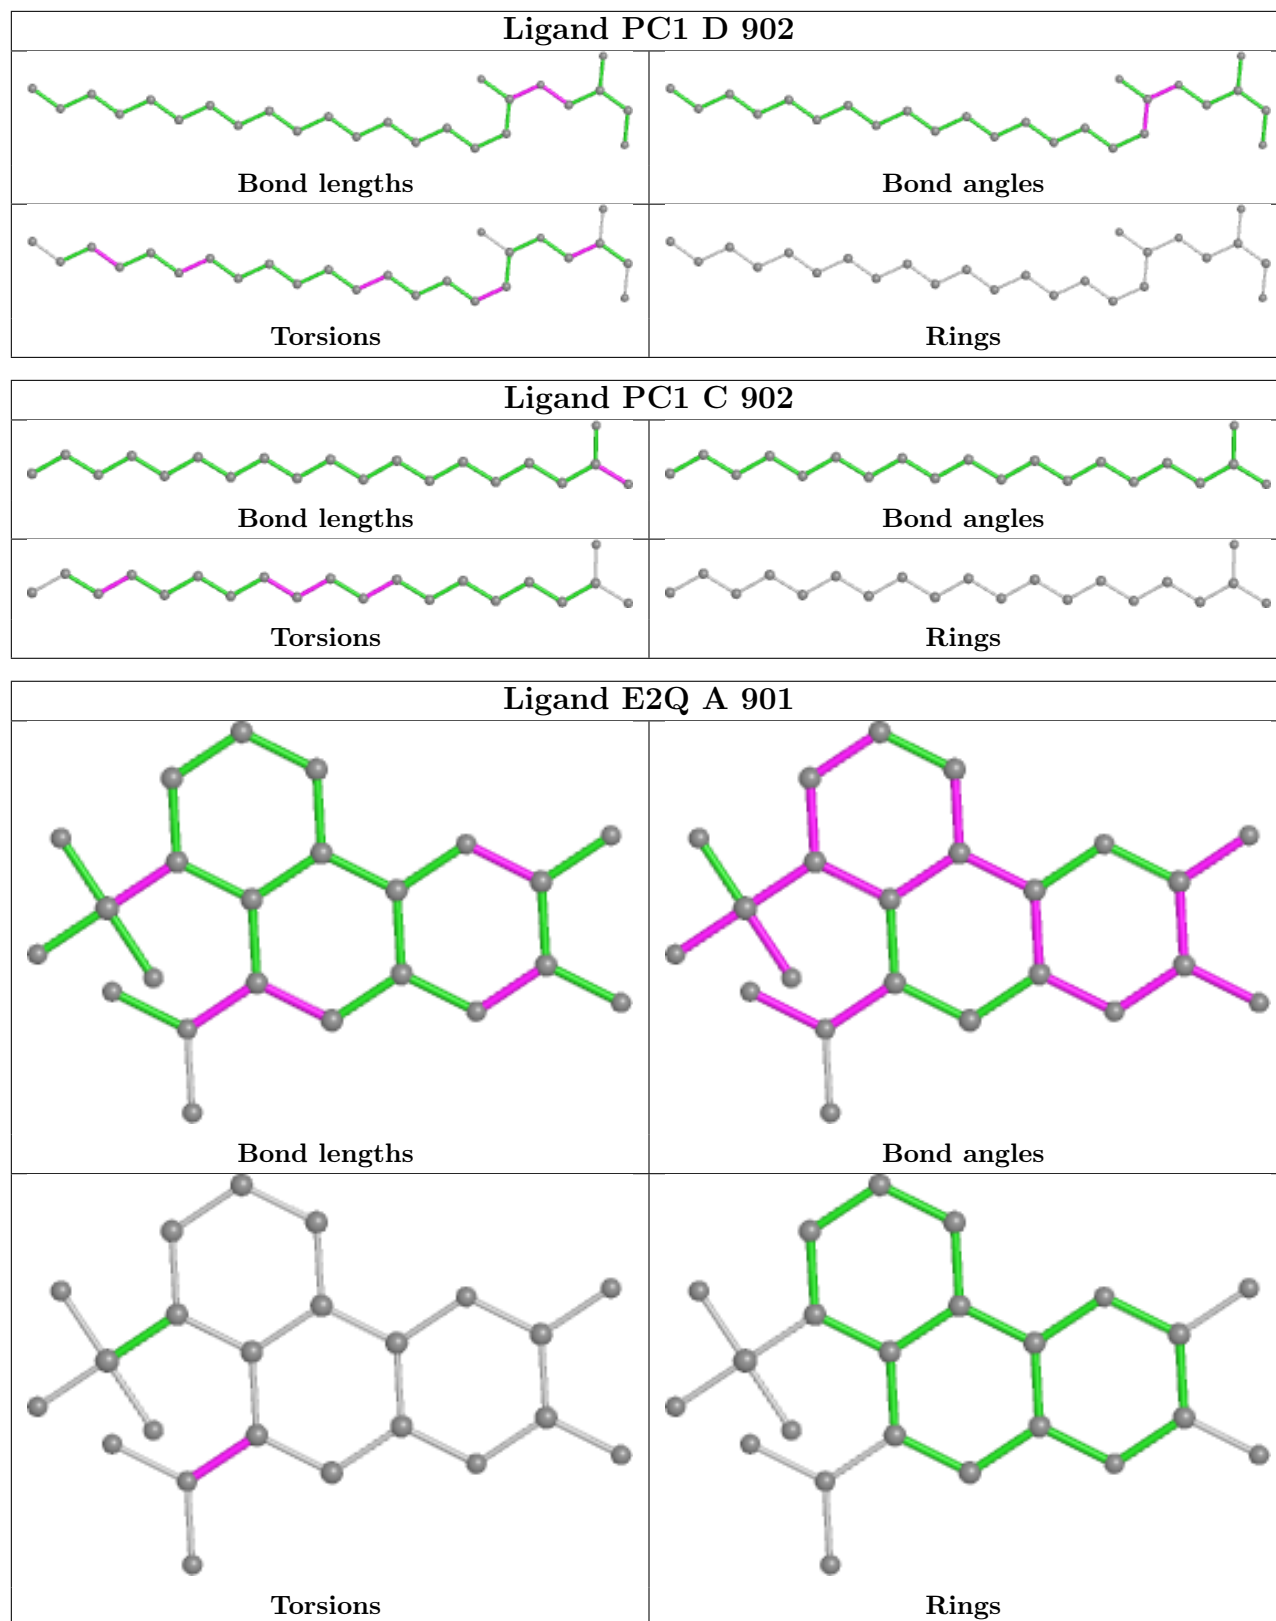 Ligand PC1 D 902
Bond lengths
Bond angles
Torsions
Rings
Ligand PC1 C 902
Bond lengths
Bond angles
Torsions
Rings
Ligand E2Q A 901
Bond lengths
Bond angles
Torsions
Rings